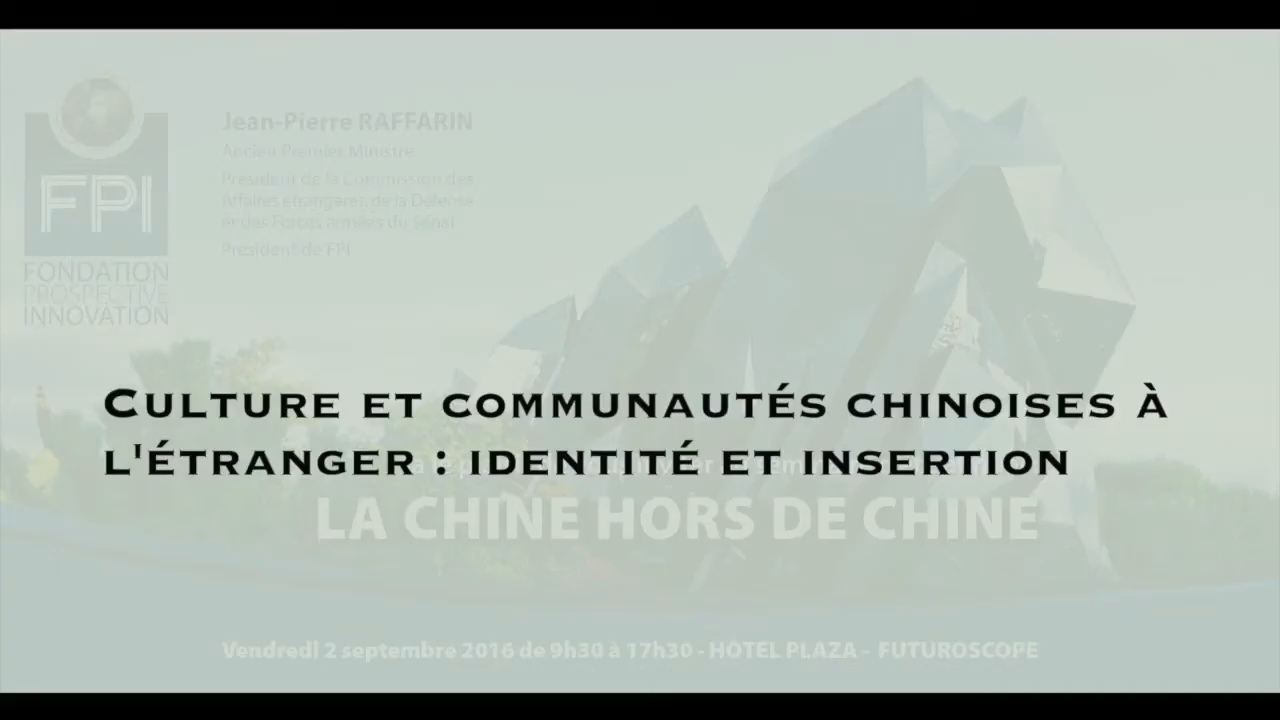 FPI
FONDATION
PROSPECTIVE
INNOVATION
Jean-Pierre RAFFARIN
Ancien Premier Ministre
Président de la Commission des
Affaires étrangères, de la Défense
et des Forces armées du Sénat
Président de FPI
CULTURE ET COMMUNAUTÉS CHINOISES À
L'ÉTRANGER : IDENTITÉ ET INSERTION
LA CHINE HORS DE CHINE
Vendredi 2 septembre 2016 de 9h30 à 17h30 - HÔTEL PLAZA - FUTUROSCOPE